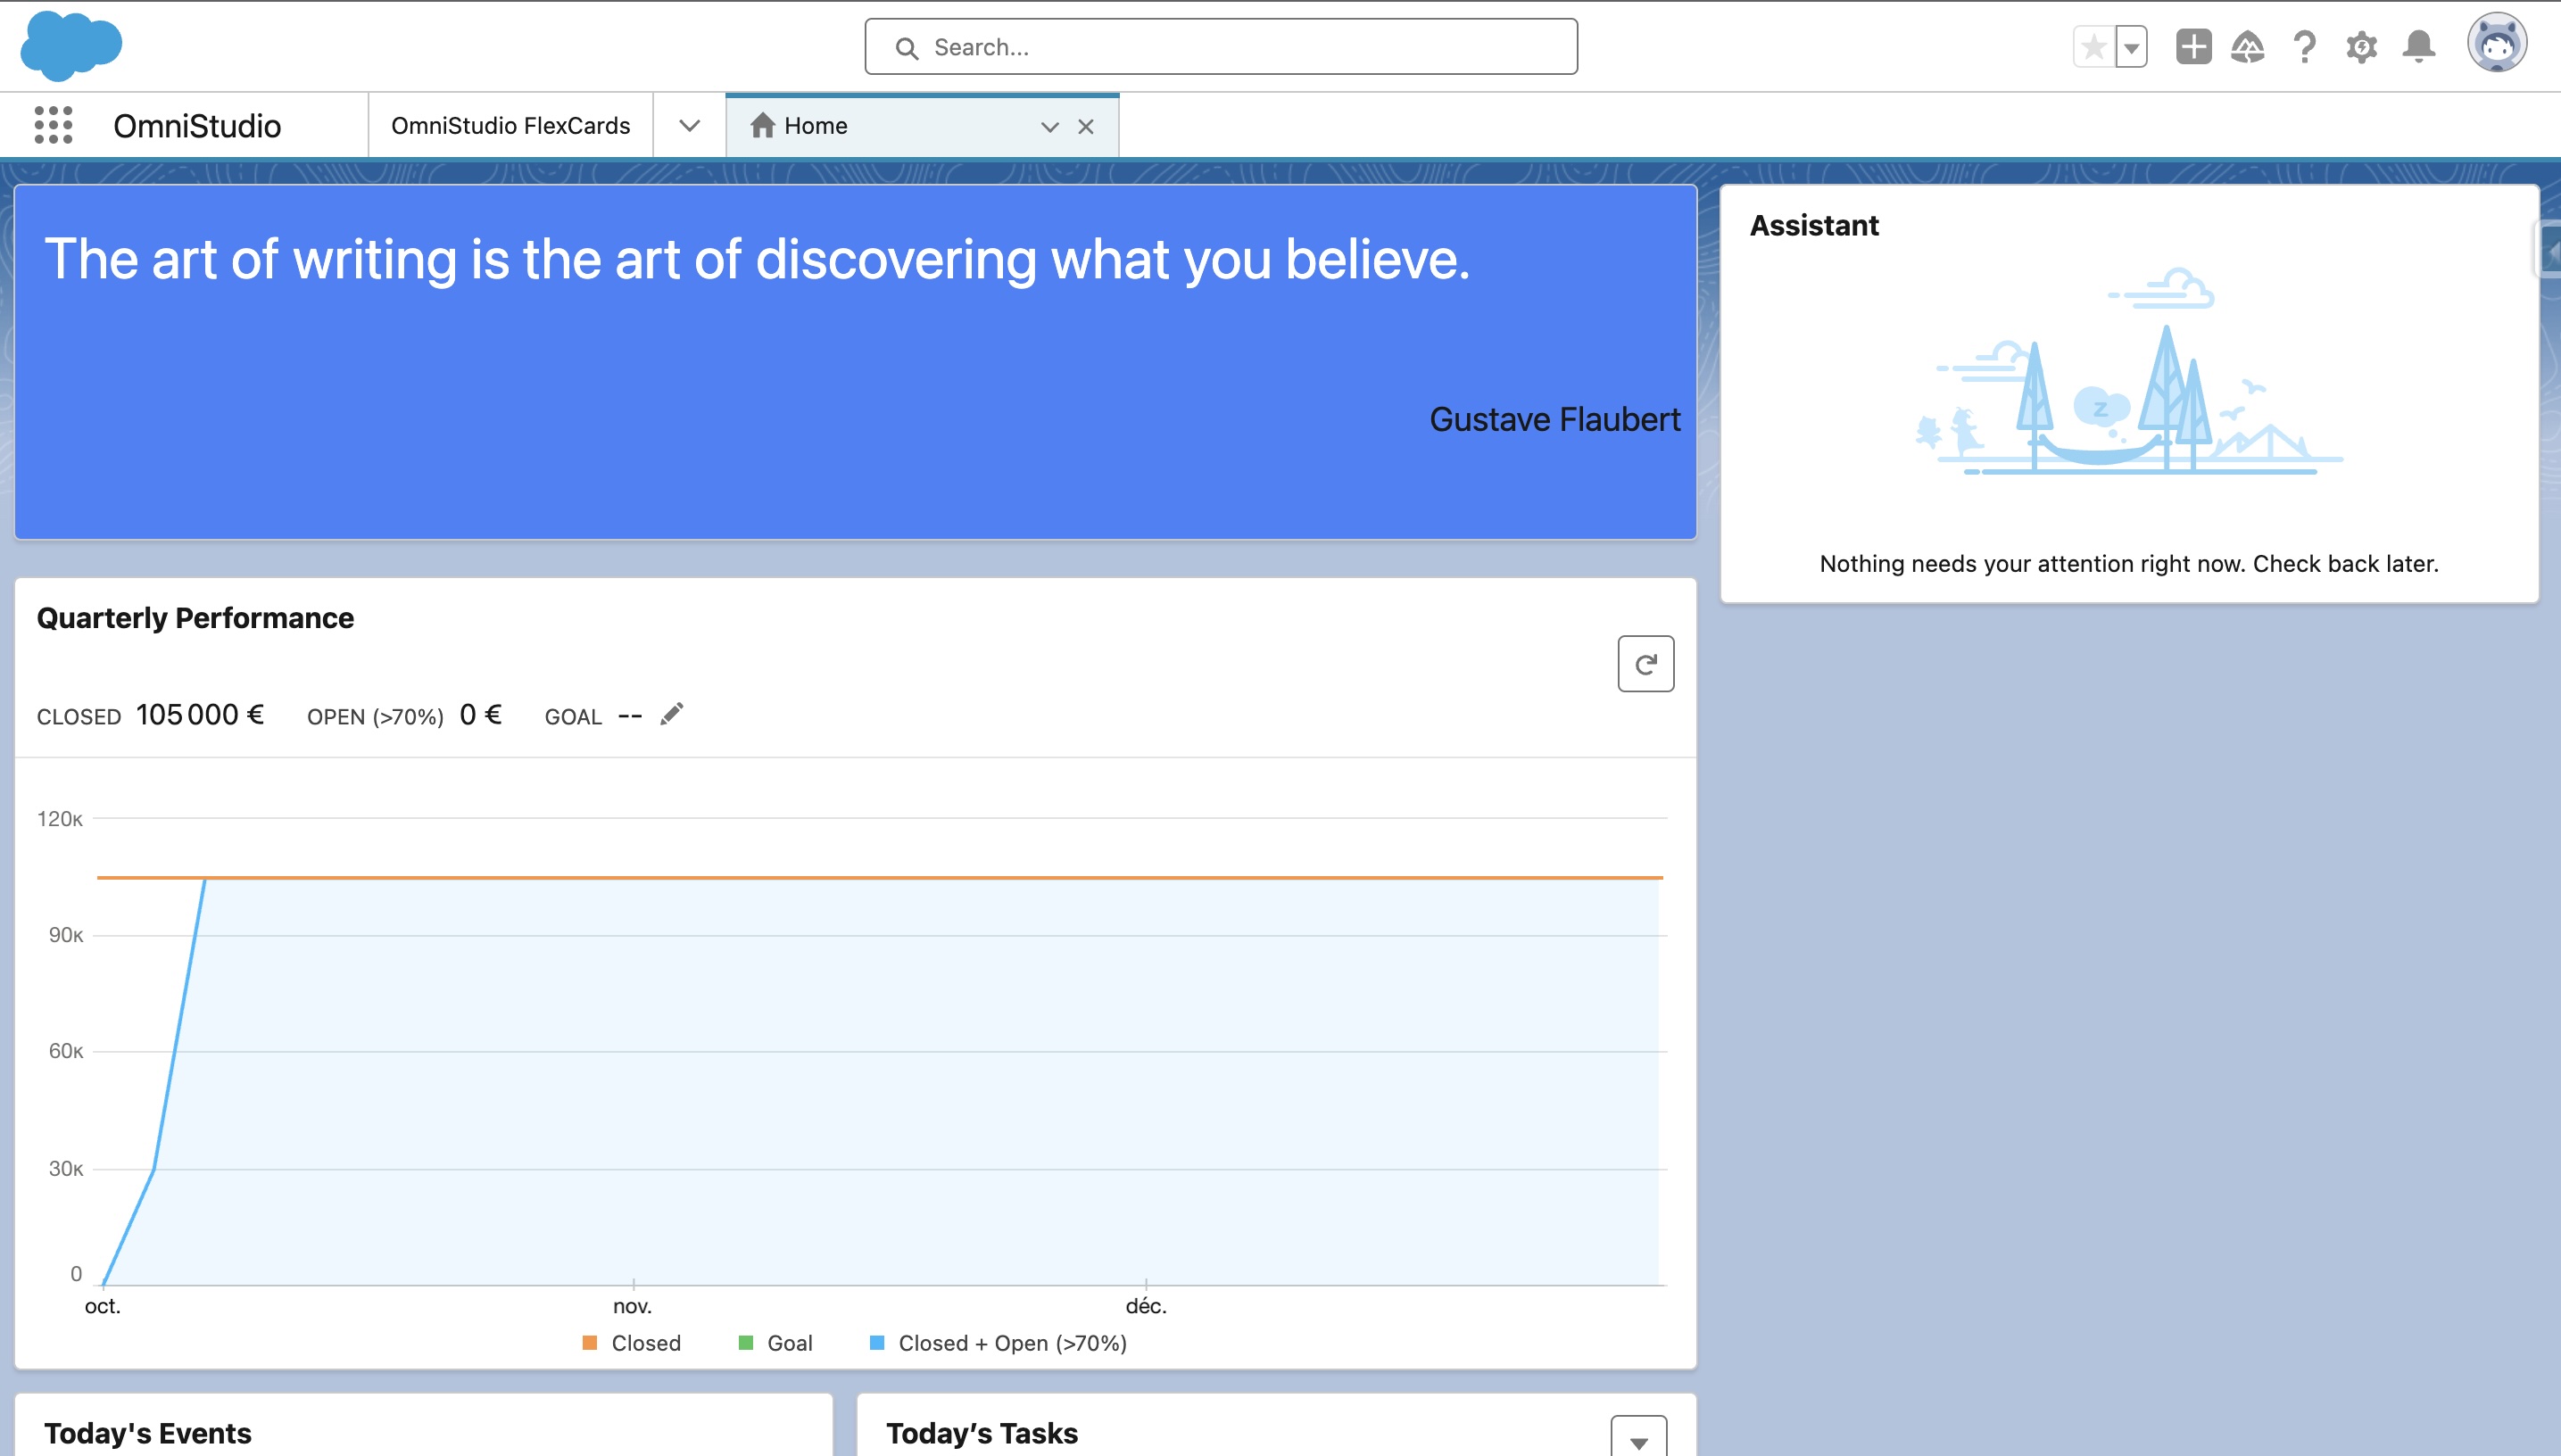 Search...
OmniStudio
OmniStudio FlexCards
Home
The art of writing is the art of discovering what you believe.
Gustave Flaubert
Assistant
z
Nothing needs your attention right now. Check back later.
Quarterly Performance
CLOSED 105 000 € OPEN (>70%) 0 € GOAL --
120K
90K
60K
30K
0
oct. nov. déc.
Closed Goal Closed + Open (>70%)
Today's Events
Today’s Tasks